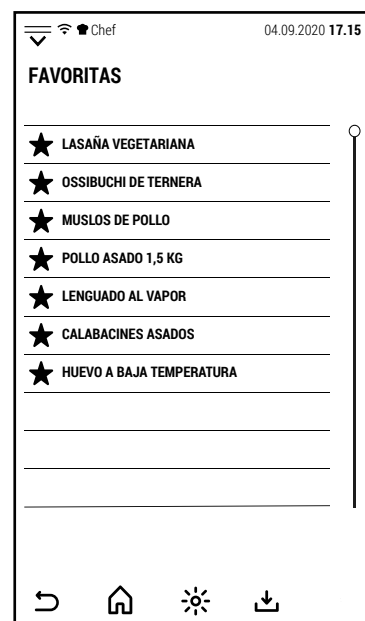 Chef 04.09.2020 17.15
FAVORITAS
LASAÑA VEGETARIANA
OSSIBUCHI DE TERNERA
MUSLOS DE POLLO
POLLO ASADO 1,5 KG
LENGUADO AL VAPOR
CALABACINES ASADOS
HUEVO A BAJA TEMPERATURA